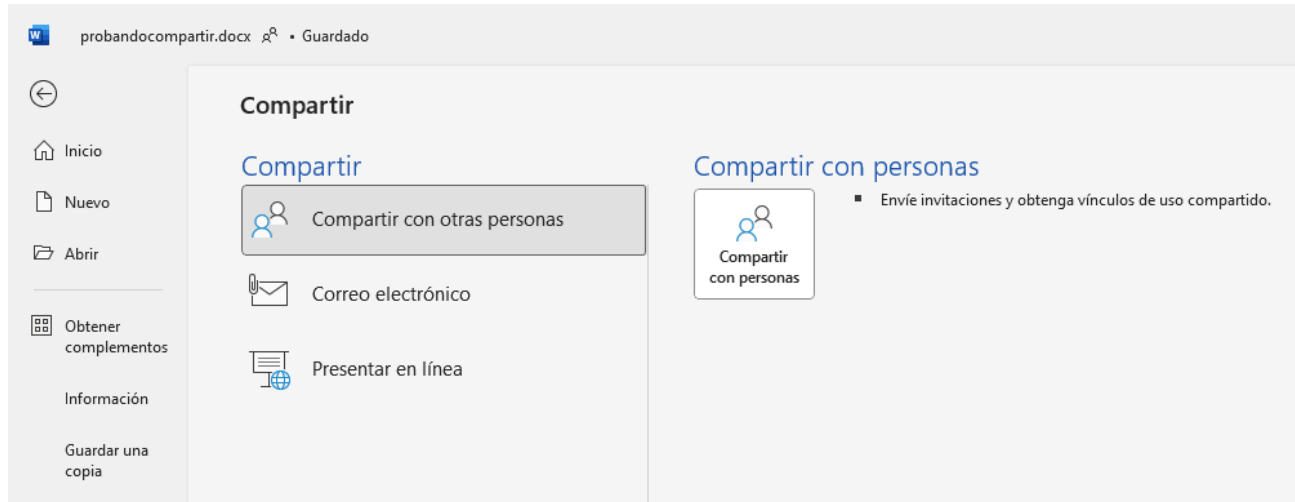 probandocompartir.docx • Guardado
Compartir
Inicio
Nuevo
Abrir
Obtener
complementos
Información
Guardar una
copia
Compartir
Compartir con otras personas
Correo electrónico
Presentar en línea
Compartir con personas
Compartir
con personas
▪ Envíe invitaciones y obtenga vínculos de uso compartido.